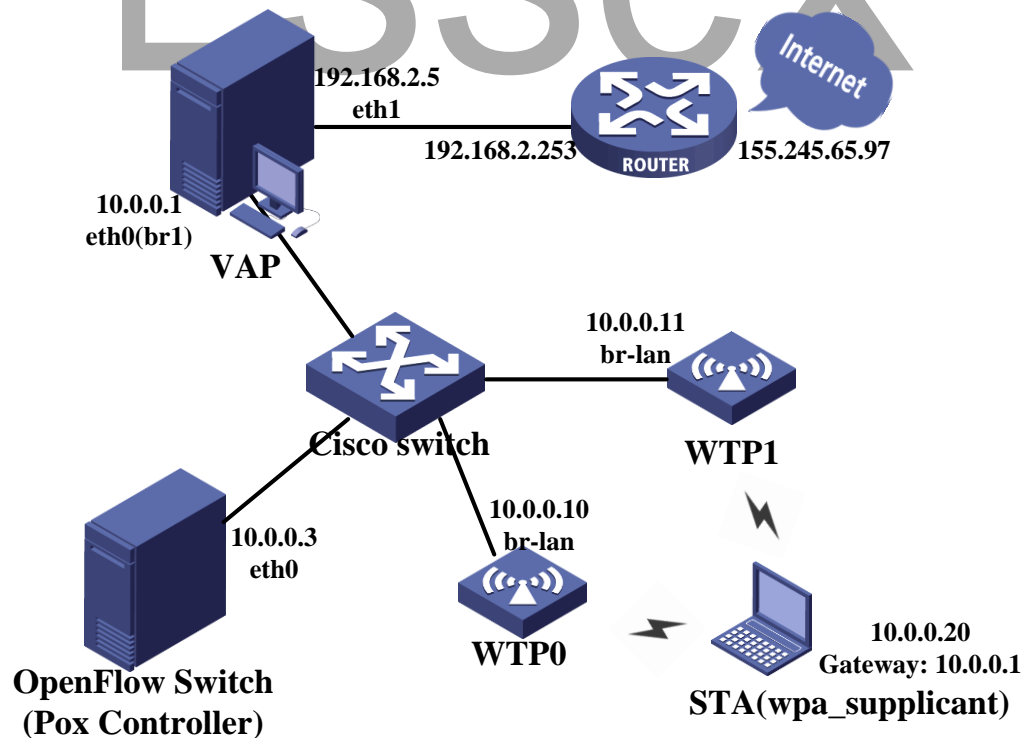 192.168.2.5
eth1
Internet
192.168.2.253
ROUTER
155.245.65.97
10.0.0.1
eth0(br1)
VAP
10.0.0.11
br-lan
Cisco switch
WTP1
10.0.0.10
br-lan
10.0.0.3
eth0
WTP0
10.0.0.20
Gateway: 10.0.0.1
STA(wpa_supplicant)
OpenFlow Switch
(Pox Controller)